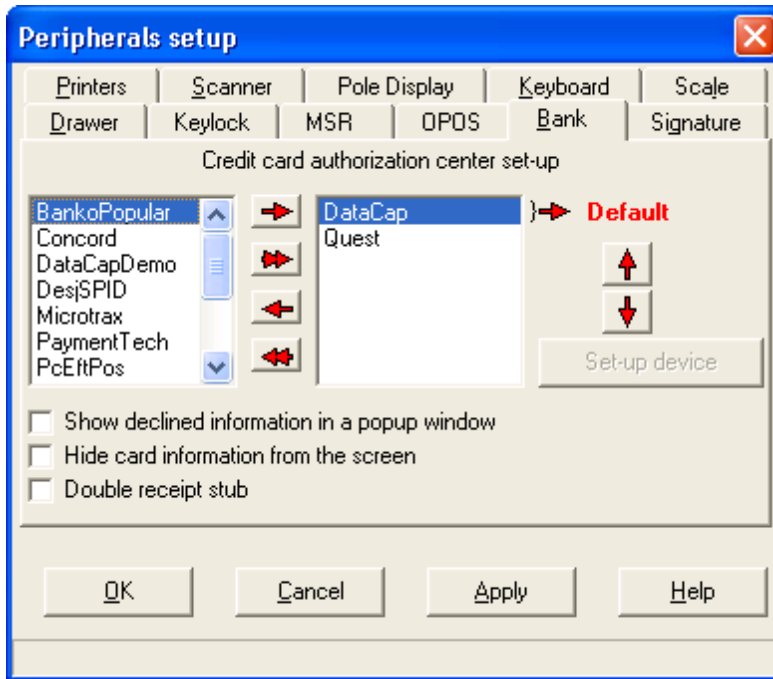 Peripherals setup
Printers Scanner Pole Display Keyboard Scale
Drawer Keylock MSR OPOS Bank Signature
Credit card authorization center set-up
BankoPopular DataCap Default
Concord Quest
DataCapDemo
DesjSPID
Microtrax
PaymentTech Set-up device
PcEftPos
Show declined information in a popup window
Hide card information from the screen
Double receipt stub
OK Cancel Apply Help